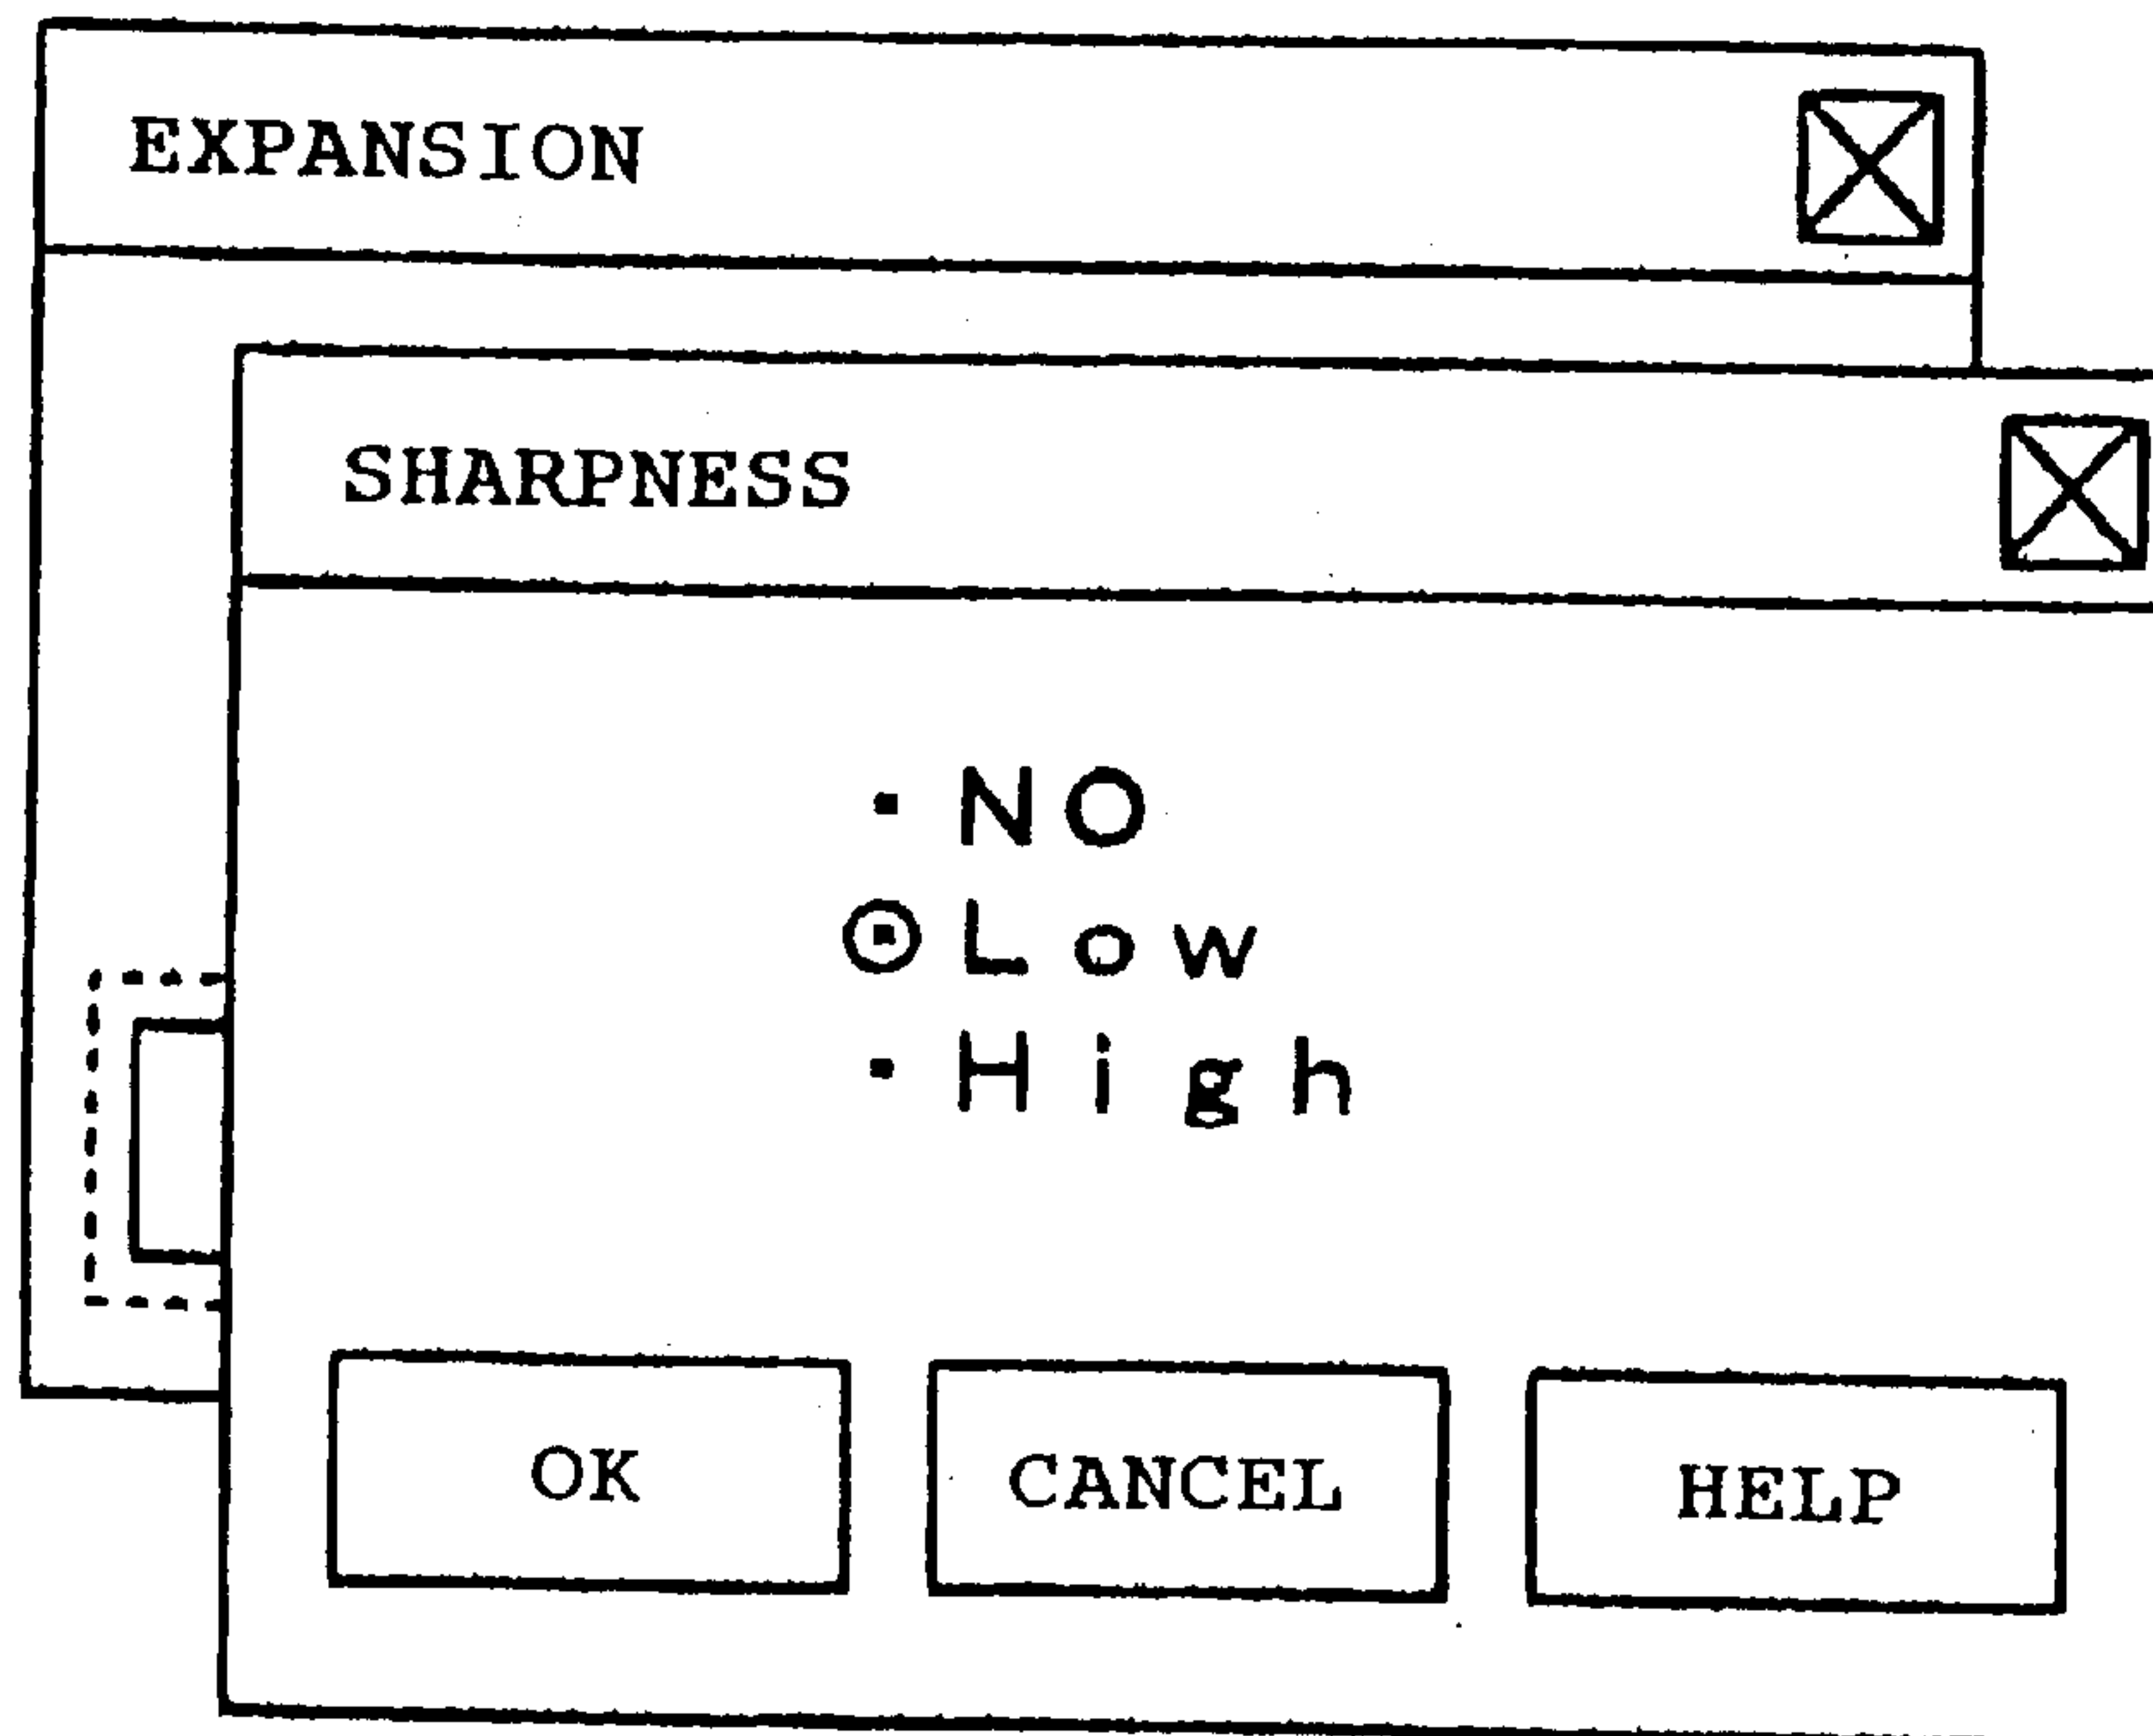 EXPANSION
SHARPNESS
・NO
⊙Low
・High
OK
CANCEL
HELP